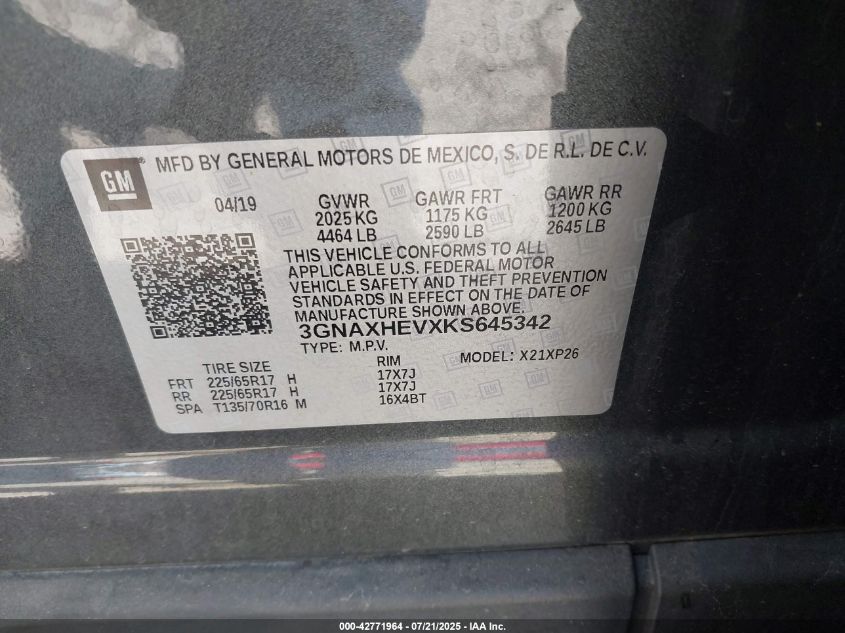 GM ® MFD BY GENERAL MOTORS DE MEXICO, S. DE R.L. DE C.V.
04/19 GVWR GAWR FRT GAWR RR
2025 KG 1175 KG 1200 KG
4464 LB 2590 LB 2645 LB
THIS VEHICLE CONFORMS TO ALL
APPLICABLE U.S. FEDERAL MOTOR
VEHICLE SAFETY AND THEFT PREVENTION
STANDARDS IN EFFECT ON THE DATE OF
MANUFACTURE SHOWN ABOVE.
3GNAXHEVXKS645342
TYPE: M.P.V. MODEL: X21XP26
TIRE SIZE RIM
FRT 225/65R17 H 17X7J
RR 225/65R17 H 17X7J
SPA T135/70R16 M 16X4BT
000-42771964 / 07/21/2025 - IAA Inc.